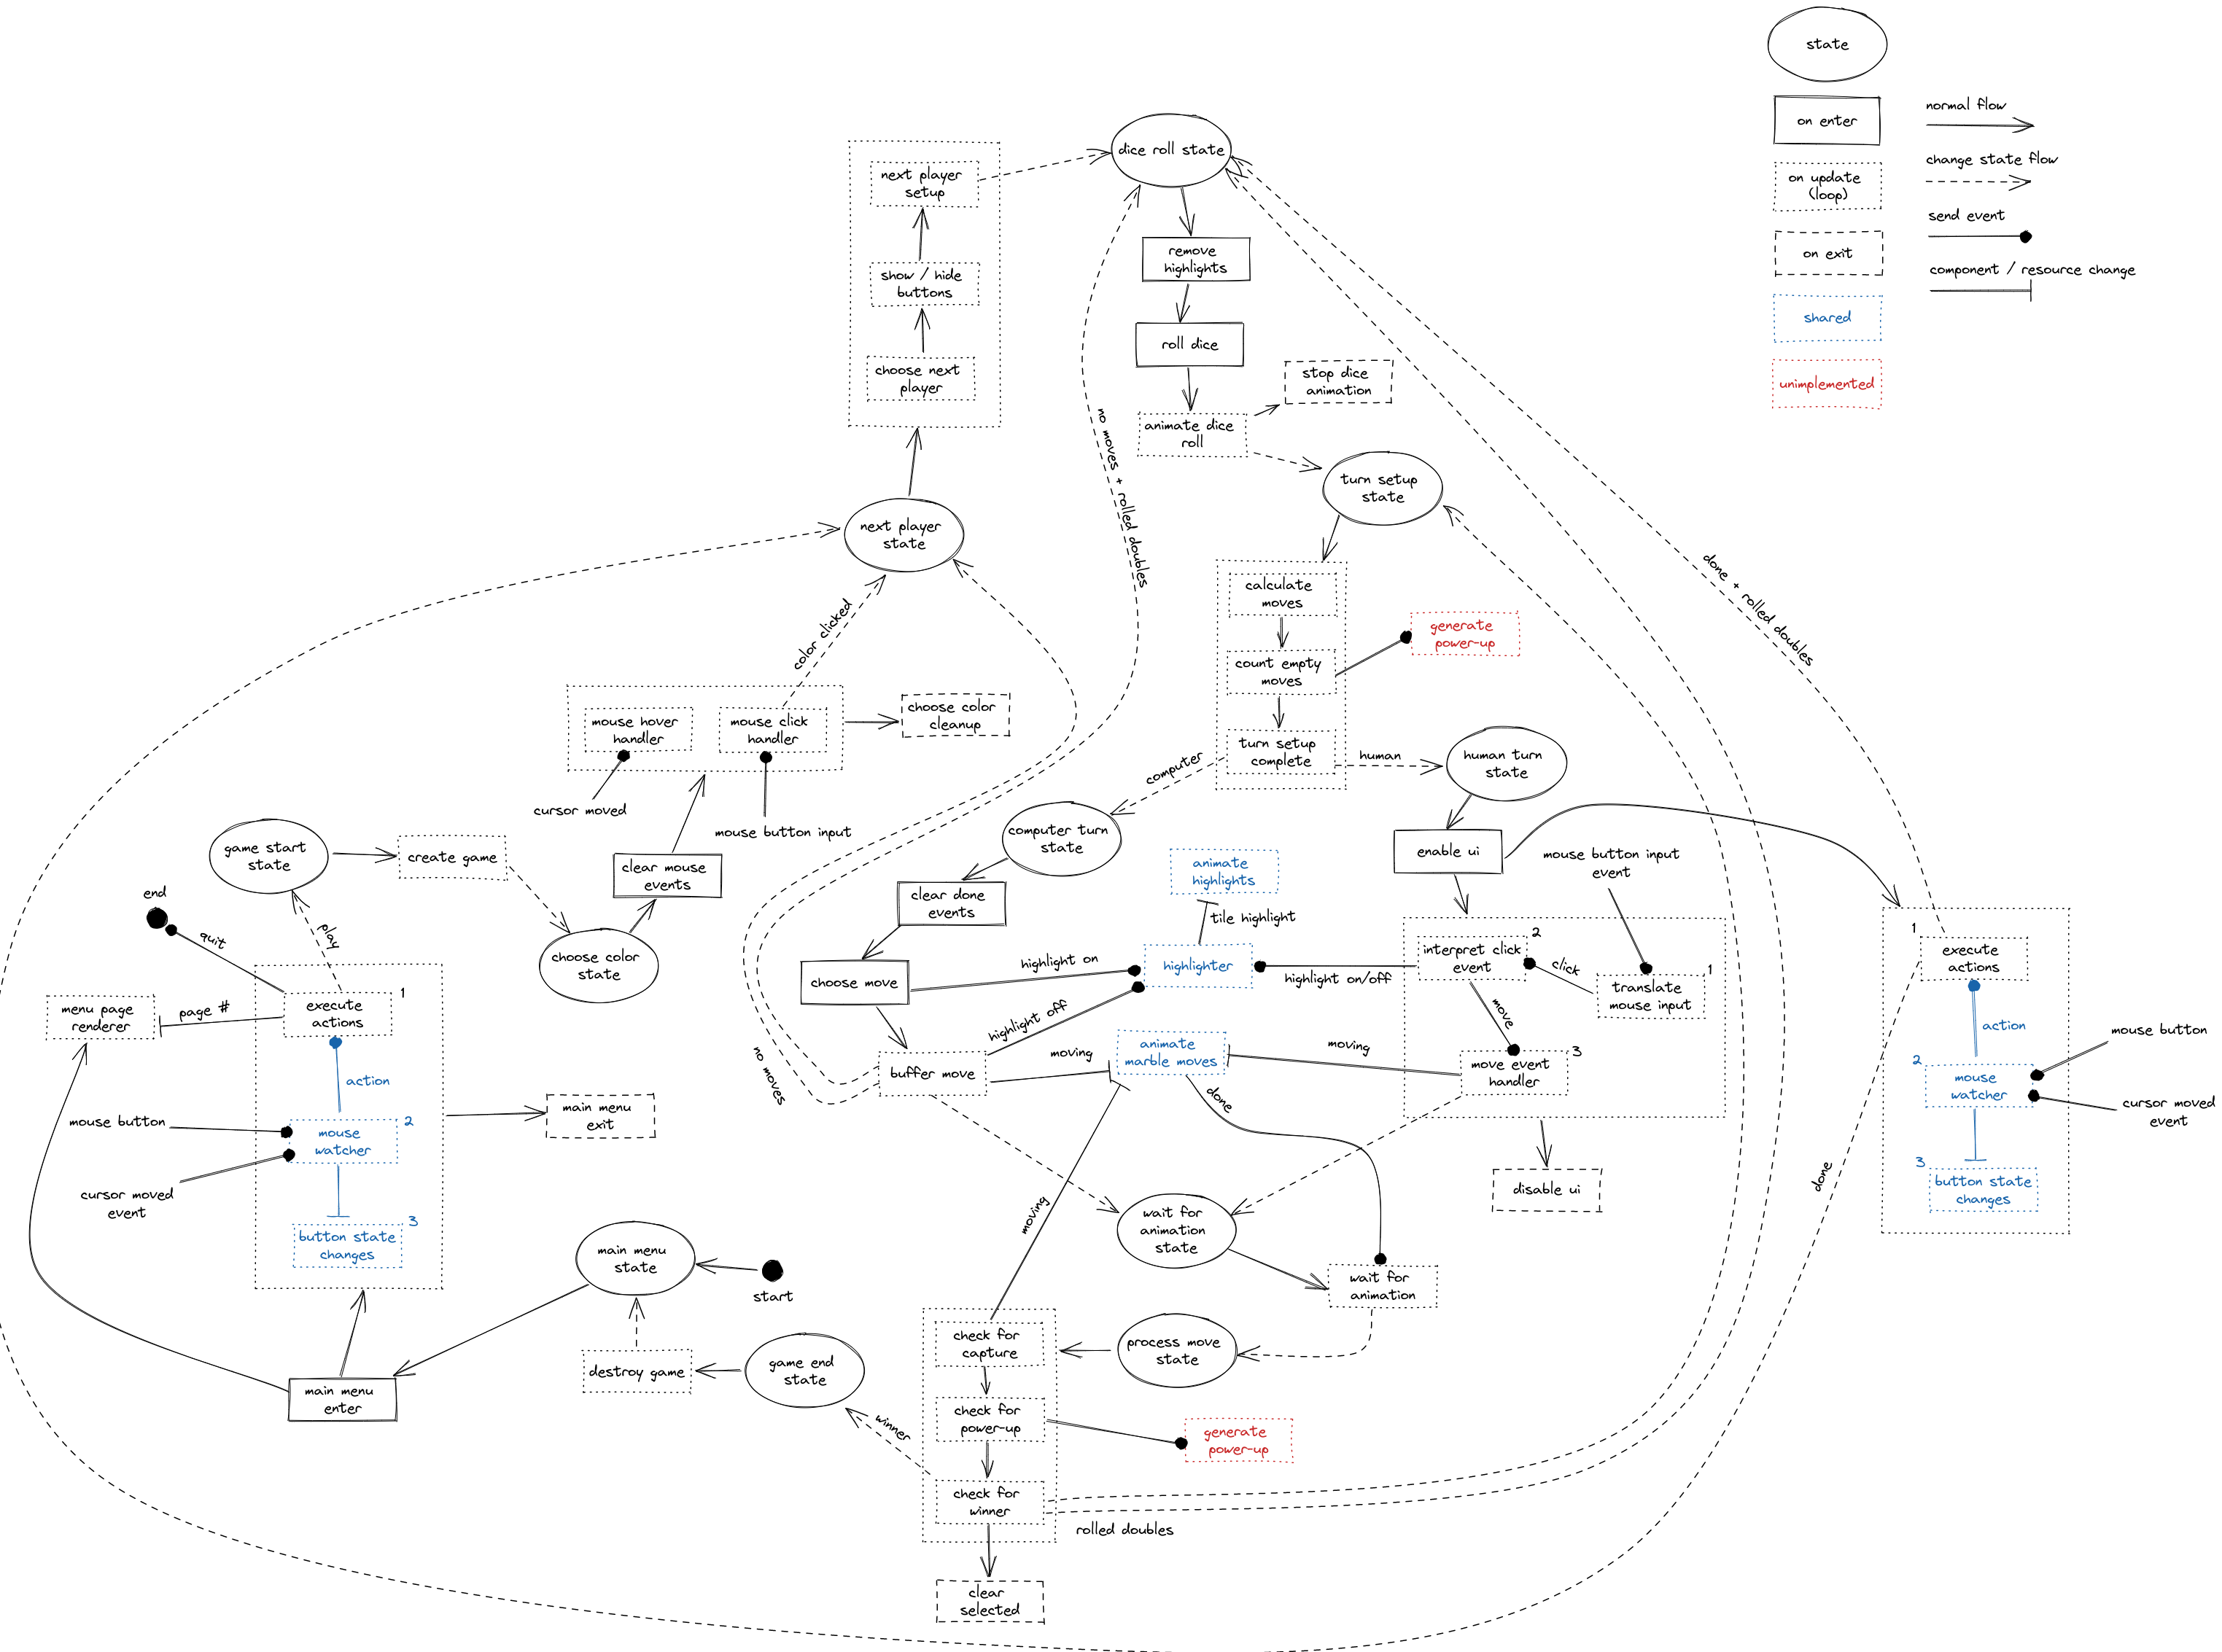 state
on enter
normal flow
on update
(loop)
change state flow
on exit
send event
shared
component / resource change
unimplemented
dice roll state
next player
setup
show / hide
buttons
choose next
player
remove
highlights
roll dice
stop dice
animation
animate dice
roll
no moves + rolled doubles
turn setup
state
next player
state
calculate
moves
generate
power-up
count empty
moves
turn setup
complete
done + rolled doubles
color clicked
mouse hover
handler
mouse click
handler
choose color
cleanup
cursor moved
mouse button input
computer
human
human turn
state
computer turn
state
enable ui
mouse button input
event
game start
state
create game
clear mouse
events
choose color
state
end
quit
play
clear done
events
choose move
animate
highlights
tile highlight
highlighter
highlight on
highlight off
highlight on/off
interpret click
event
2
click
translate
mouse input
1
move
move event
handler
3
1
execute
actions
action
2
mouse
watcher
mouse button
cursor moved
event
3
button state
changes
menu page
renderer
page #
execute
actions
1
action
mouse button
mouse
watcher
2
cursor moved
event
button state
changes
3
main menu
exit
no moves
buffer move
moving
animate
marble moves
moving
done
disable ui
done
wait for
animation
state
moving
wait for
animation
main menu
state
start
main menu
enter
destroy game
game end
state
winner
check for
capture
process move
state
check for
power-up
generate
power-up
check for
winner
rolled doubles
clear
selected